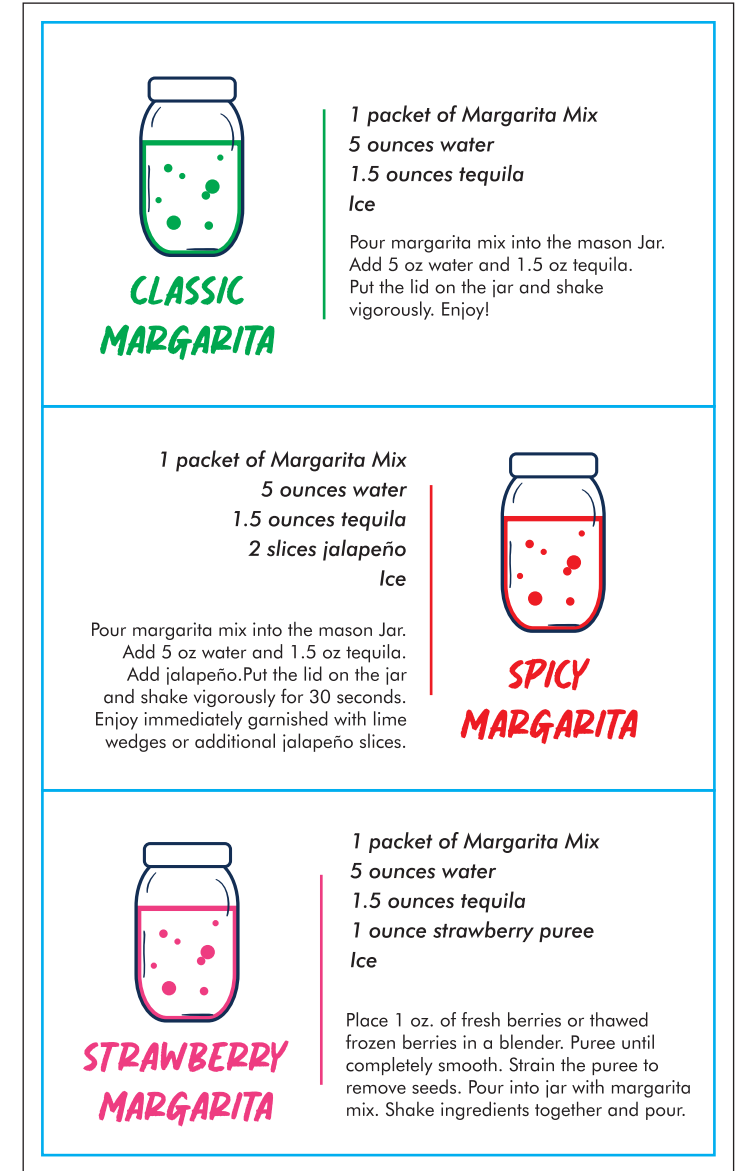 1 packet of Margarita Mix
5 ounces water
1.5 ounces tequila
Ice
Pour margarita mix into the mason Jar.
Add 5 oz water and 1.5 oz tequila.
Put the lid on the jar and shake
vigorously. Enjoy!
CLASSIC
MARGARITA
1 packet of Margarita Mix
5 ounces water
1.5 ounces tequila
2 slices jalapeño
Ice
Pour margarita mix into the mason Jar.
Add 5 oz water and 1.5 oz tequila.
Add jalapeño.Put the lid on the jar
and shake vigorously for 30 seconds.
Enjoy immediately garnished with lime
wedges or additional jalapeño slices.
SPICY
MARGARITA
1 packet of Margarita Mix
5 ounces water
1.5 ounces tequila
1 ounce strawberry puree
Ice
Place 1 oz. of fresh berries or thawed
frozen berries in a blender. Puree until
completely smooth. Strain the puree to
remove seeds. Pour into jar with margarita
mix. Shake ingredients together and pour.
STRAWBERRY
MARGARITA